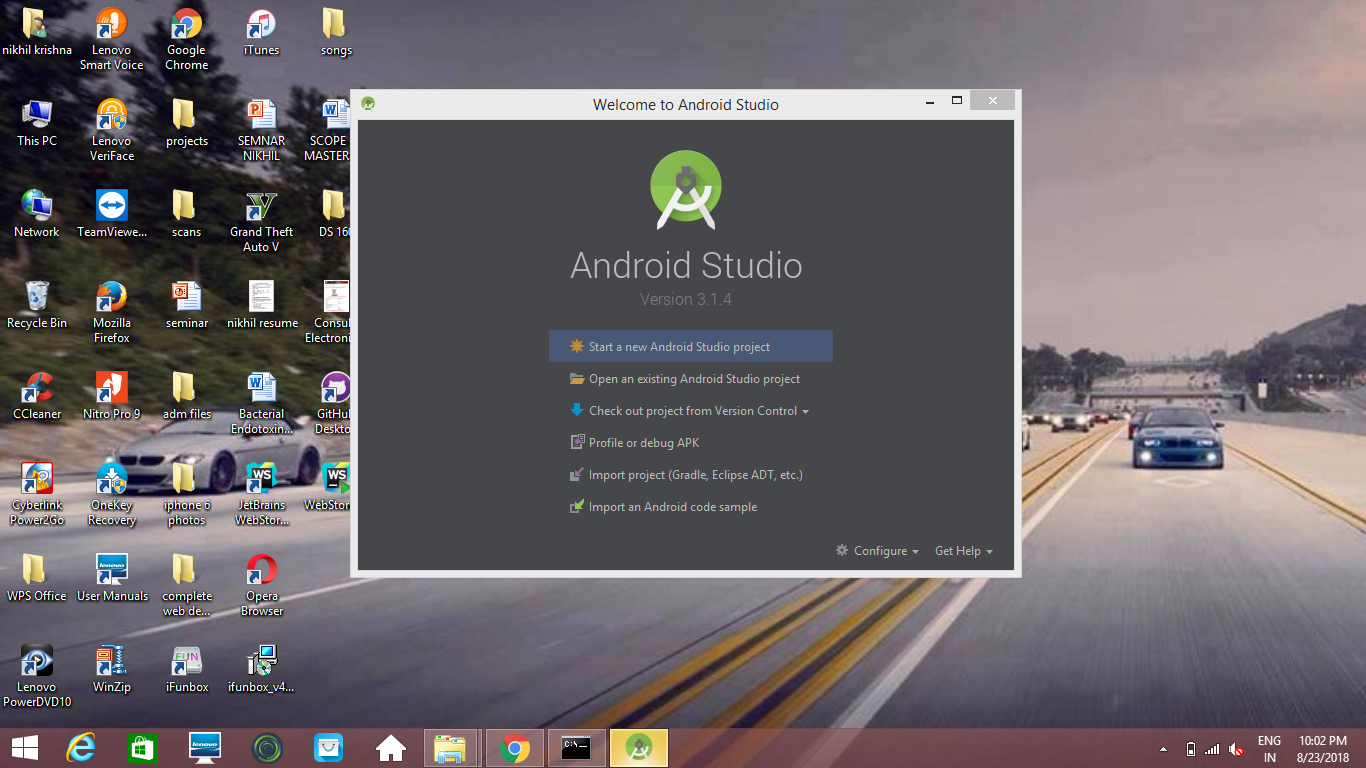 nikhil krishna
Lenovo
Smart Voice
Google
Chrome
iTunes
songs
This PC
Lenovo
VeriFace
projects
SEMNAR
NIKHIL
SCOPE
MASTER
Network
TeamViewe...
scans
Grand Theft
Auto V
DS 160
Recycle Bin
Mozilla
Firefox
seminar
nikhil resume
Consul
Electroni
CCleaner
Nitro Pro 9
adm files
Bacterial
Endotoxin...
GitHub
Deskto
Cyberlink
Power2Go
OneKey
Recovery
iphone 6
photos
JetBrains
WebStor...
WebStor
WPS Office
User Manuals
complete
web de...
Opera
Browser
Lenovo
PowerDVD10
WinZip
iFunbox
ifunbox_v4...
Welcome to Android Studio
Android Studio
Version 3.1.4
Start a new Android Studio project
Open an existing Android Studio project
Check out project from Version Control
Profile or debug APK
Import project (Gradle, Eclipse ADT, etc.)
Import an Android code sample
Configure
Get Help
ENG
IN
10:02 PM
8/23/2018